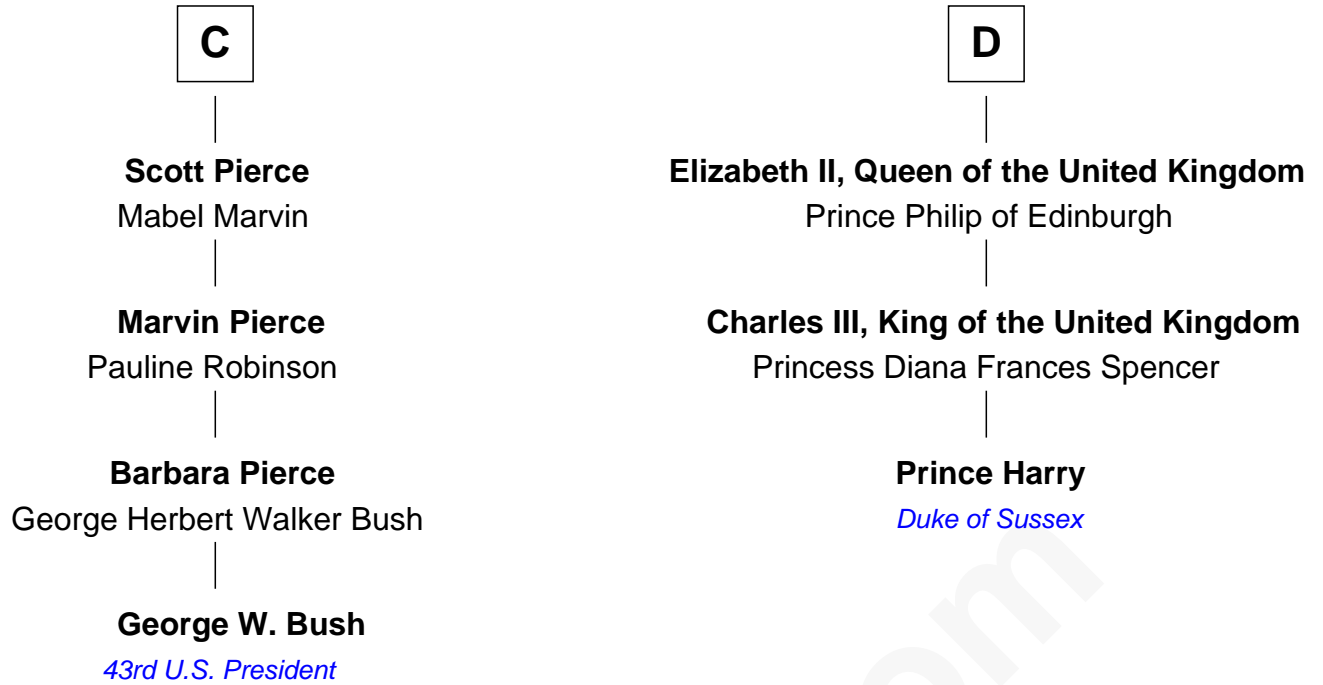 C
Scott Pierce
Mabel Marvin
Marvin Pierce
Pauline Robinson
Barbara Pierce
George Herbert Walker Bush
George W. Bush
43rd U.S. President
D
Elizabeth II, Queen of the United Kingdom
Prince Philip of Edinburgh
Charles III, King of the United Kingdom
Princess Diana Frances Spencer
Prince Harry
Duke of Sussex
om